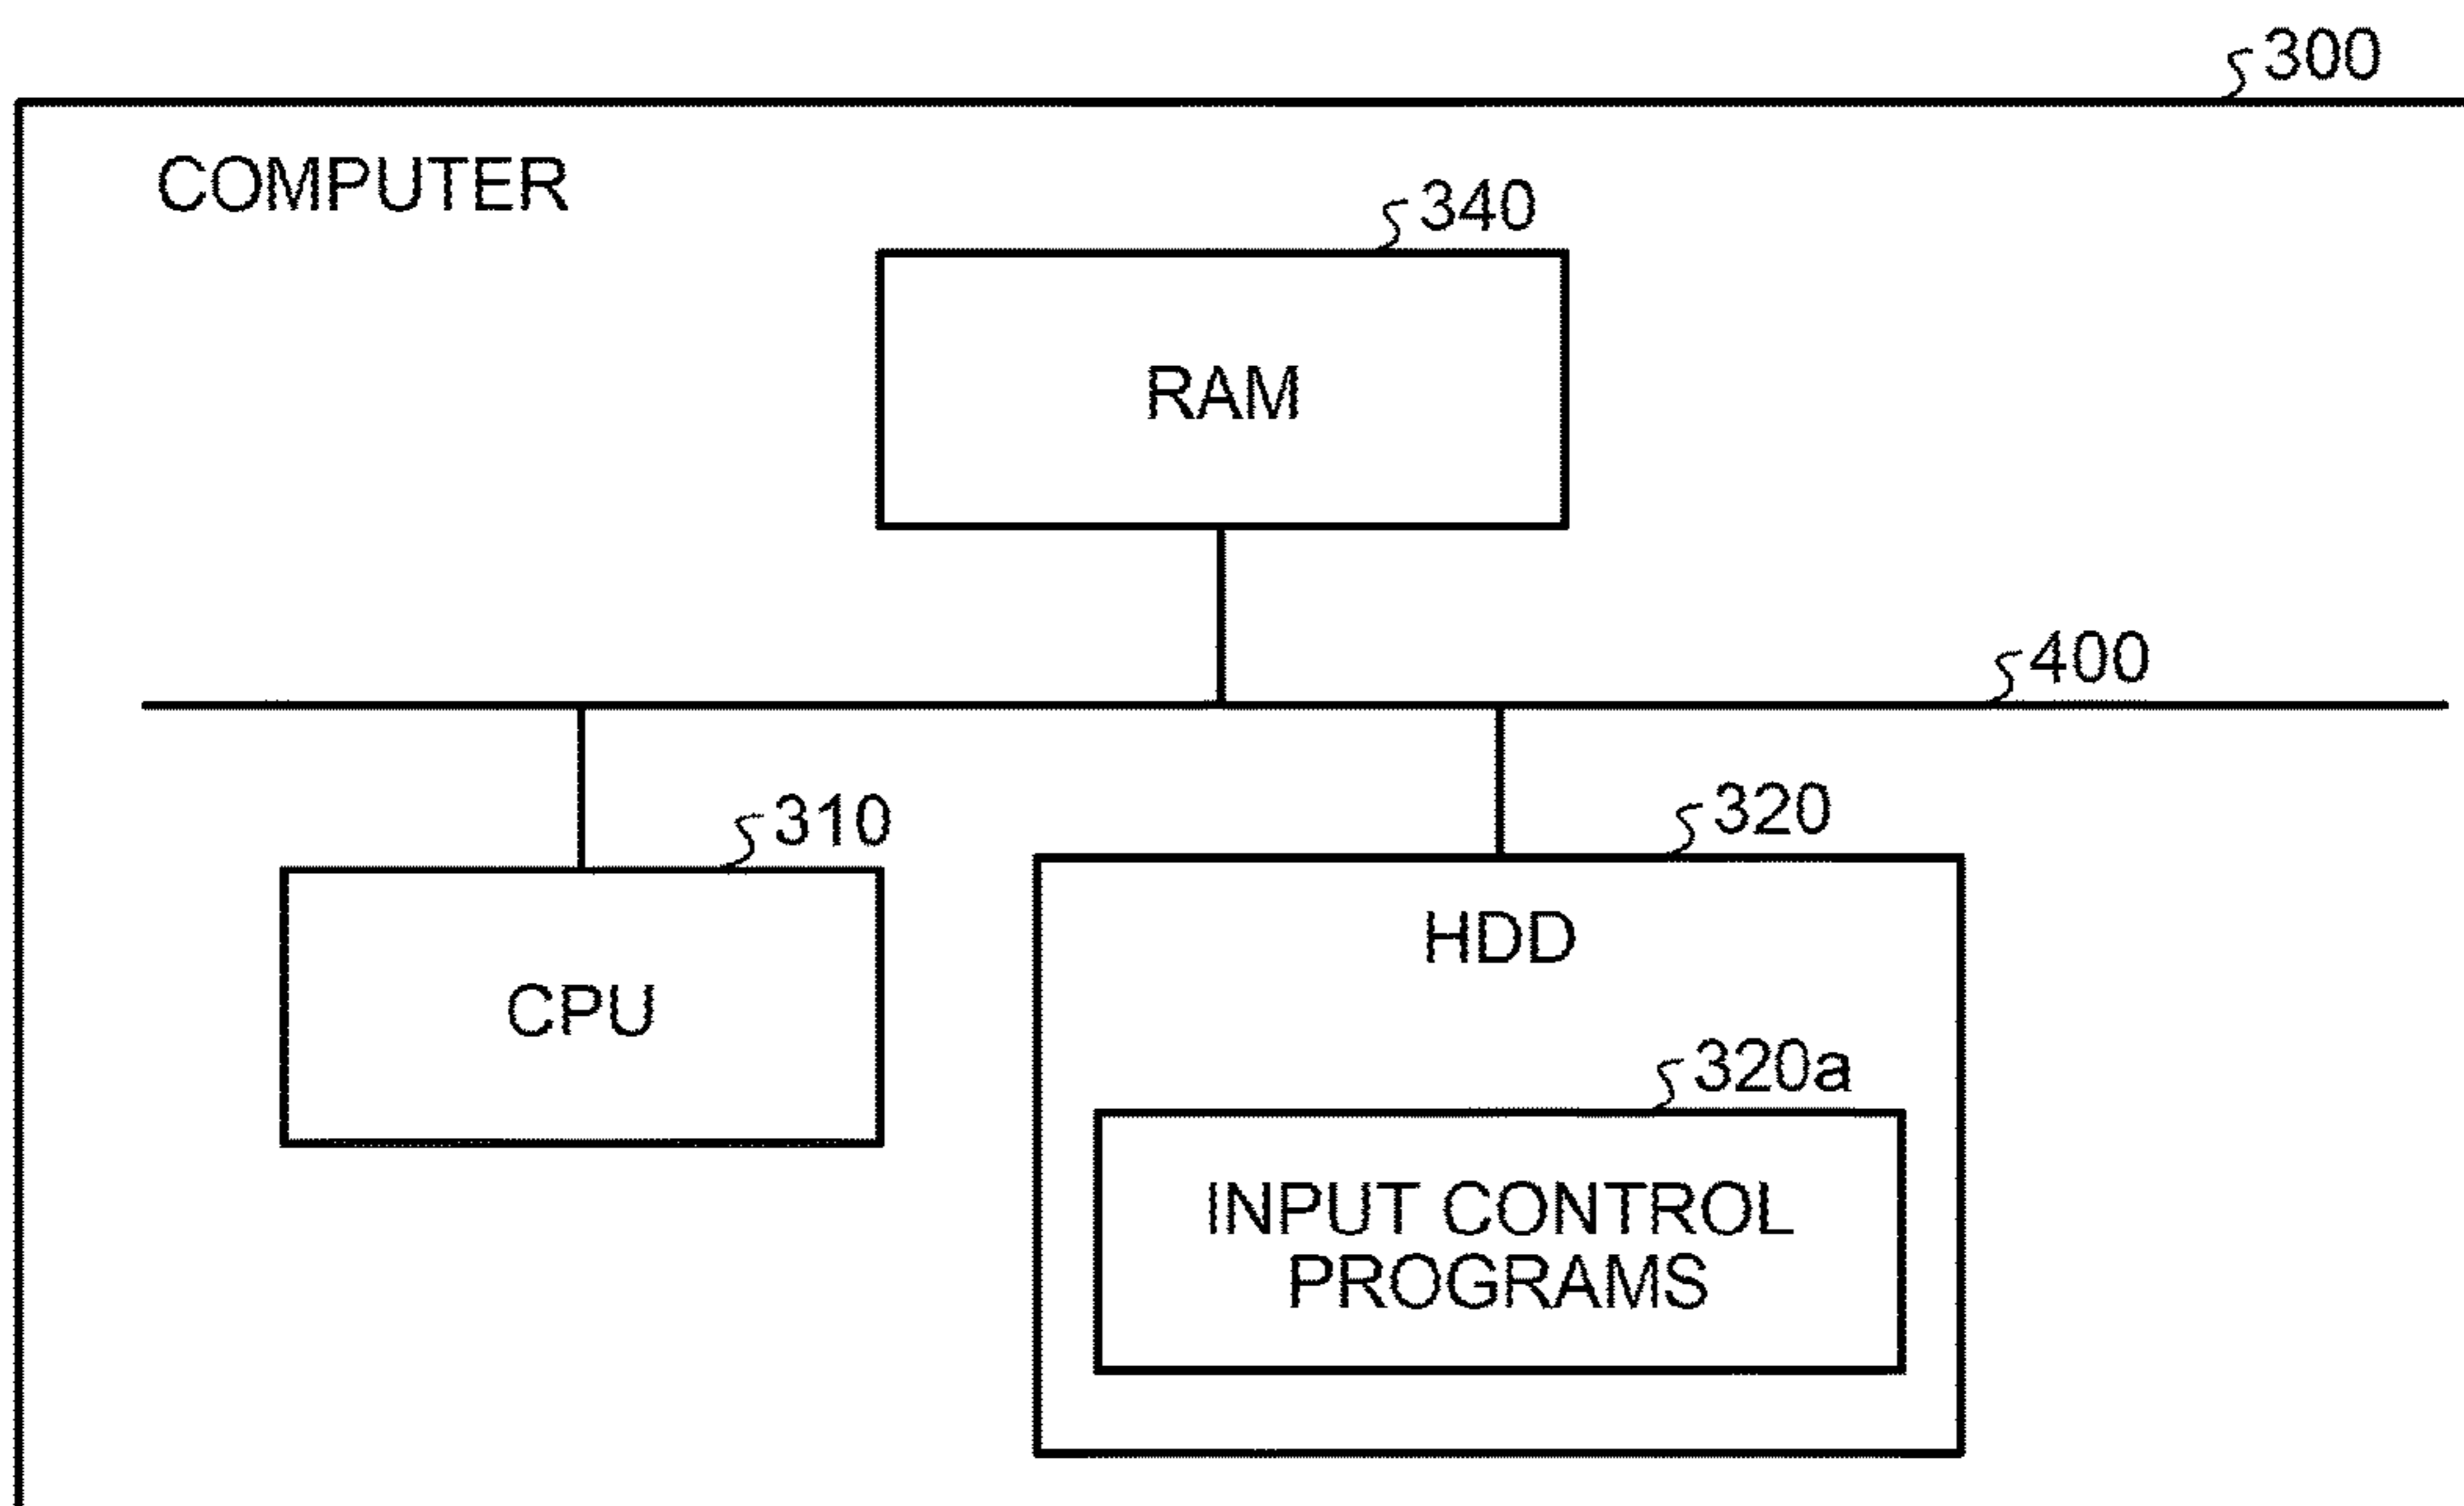 300
COMPUTER
340
RAM
400
310
CPU
320
HDD
320a
INPUT CONTROL
PROGRAMS